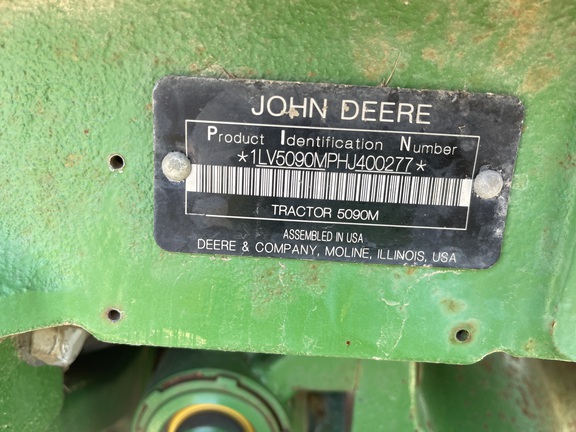 JOHN DEERE
Product Identification Number
*1LV5090MPHJ400277*
TRACTOR 5090M
ASSEMBLED IN USA
DEERE & COMPANY, MOLINE, ILLINOIS, USA